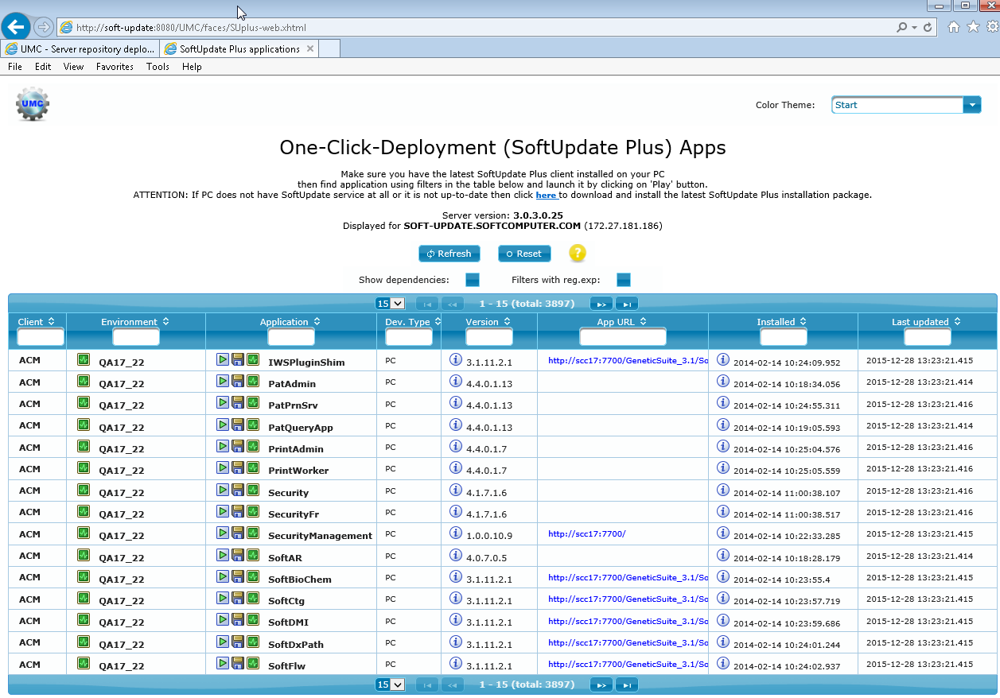 http://soft-update:8080/UMC/faces/SUplus-web.xhtml
UMC - Server repository deplo... SoftUpdate Plus applications
File Edit View Favorites Tools Help
UMC
Color Theme: Start
One-Click-Deployment (SoftUpdate Plus) Apps
Make sure you have the latest SoftUpdate Plus client installed on your PC
then find application using filters in the table below and launch it by clicking on 'Play' button.
ATTENTION: If PC does not have SoftUpdate service at all or it is not up-to-date then click here to download and install the latest SoftUpdate Plus installation package.
Server version: 3.0.3.0.25
Displayed for SOFT-UPDATE.SOFTCOMPUTER.COM (172.27.181.186)
Refresh Reset ?
Show dependencies: Filters with reg.exp:
15 1 - 15 (total: 3897)
Client Environment Application Dev. Type Version App URL Installed Last updated
ACM QA17_22 IWSPluginShim PC 3.1.11.2.1 http://scc17:7700/GeneticSuite_3.1/So 2014-02-14 10:24:09.952 2015-12-28 13:23:21.415
ACM QA17_22 PatAdmin PC 4.4.0.1.13 2014-02-14 10:18:34.056 2015-12-28 13:23:21.414
ACM QA17_22 PatPrnSrv PC 4.4.0.1.13 2014-02-14 10:24:55.311 2015-12-28 13:23:21.416
ACM QA17_22 PatQueryApp PC 4.4.0.1.13 2014-02-14 10:19:05.593 2015-12-28 13:23:21.414
ACM QA17_22 PrintAdmin PC 4.4.0.1.7 2014-02-14 10:25:04.576 2015-12-28 13:23:21.416
ACM QA17_22 PrintWorker PC 4.4.0.1.7 2014-02-14 10:25:05.559 2015-12-28 13:23:21.416
ACM QA17_22 Security PC 4.1.7.1.6 2014-02-14 11:00:38.107 2015-12-28 13:23:21.416
ACM QA17_22 SecurityFr PC 4.1.7.1.6 2014-02-14 11:00:38.517 2015-12-28 13:23:21.416
ACM QA17_22 SecurityManagement PC 1.0.0.10.9 http://scc17:7700/ 2014-02-14 10:22:33.285 2015-12-28 13:23:21.415
ACM QA17_22 SoftAR PC 4.0.7.0.5 2014-02-14 10:18:28.179 2015-12-28 13:23:21.414
ACM QA17_22 SoftBioChem PC 3.1.11.2.1 http://scc17:7700/GeneticSuite_3.1/So 2014-02-14 10:23:55.4 2015-12-28 13:23:21.415
ACM QA17_22 SoftCtg PC 3.1.11.2.1 http://scc17:7700/GeneticSuite_3.1/So 2014-02-14 10:23:57.719 2015-12-28 13:23:21.415
ACM QA17_22 SoftDMI PC 3.1.11.2.1 http://scc17:7700/GeneticSuite_3.1/So 2014-02-14 10:23:59.686 2015-12-28 13:23:21.415
ACM QA17_22 SoftDxPath PC 3.1.11.2.1 http://scc17:7700/GeneticSuite_3.1/So 2014-02-14 10:24:01.244 2015-12-28 13:23:21.415
ACM QA17_22 SoftFlw PC 3.1.11.2.1 http://scc17:7700/GeneticSuite_3.1/So 2014-02-14 10:24:02.937 2015-12-28 13:23:21.415
15 1 - 15 (total: 3897)